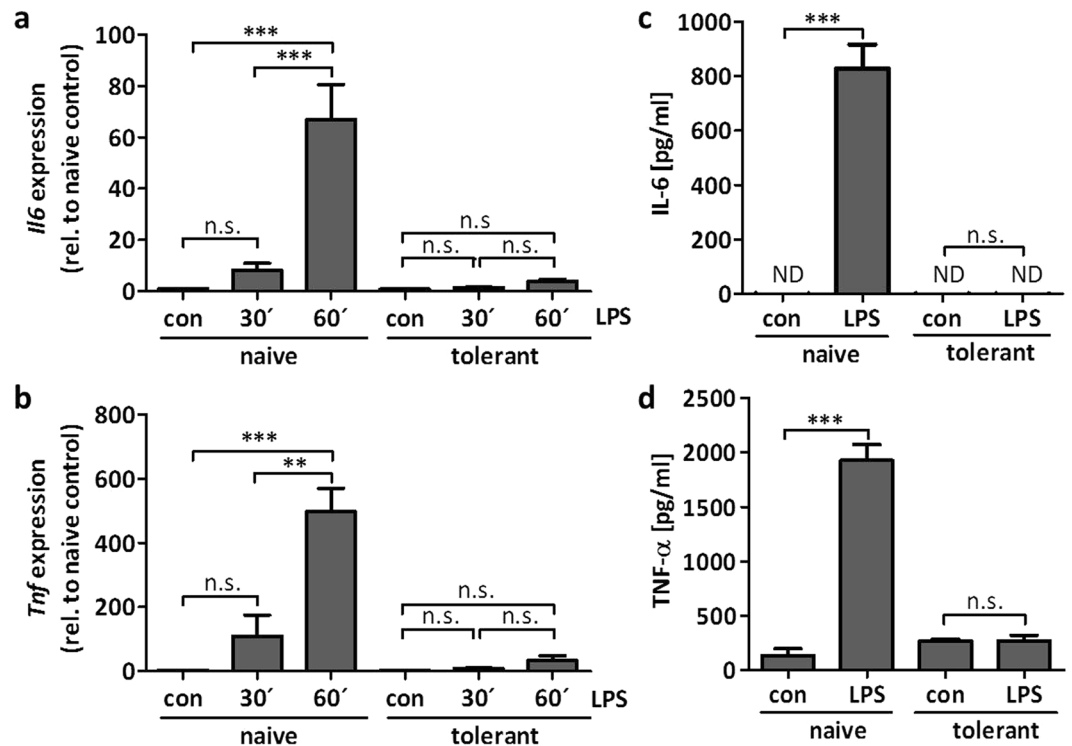 a
Il6 expression
(rel. to naive control)
100
80
60
40
20
0
***
***
n.s.
n.s
n.s.
n.s.
con 30´ 60´ con 30´ 60´ LPS
naive tolerant
b
Tnf expression
(rel. to naive control)
800
600
400
200
0
***
**
n.s.
n.s.
n.s.
n.s.
con 30´ 60´ con 30´ 60´ LPS
naive tolerant
c
IL-6 [pg/ml]
1000
800
600
400
200
0
***
n.s.
ND ND ND
con LPS con LPS
naive tolerant
d
TNF-α [pg/ml]
2500
2000
1500
1000
500
0
***
n.s.
con LPS con LPS
naive tolerant